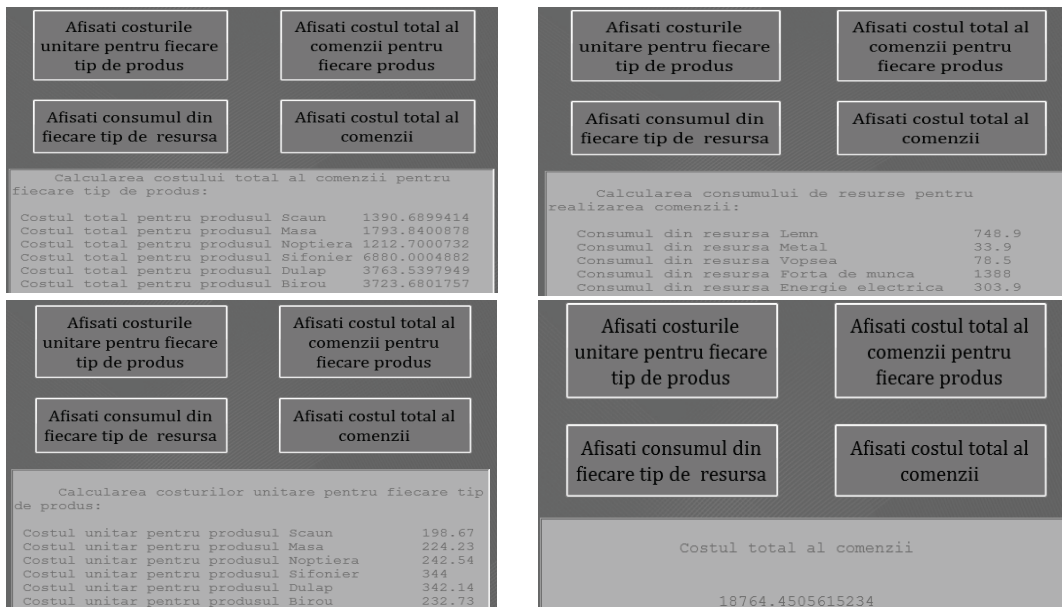 Afisati costurile
unitare pentru fiecare
tip de produs
Afisati costul total al
comenzii pentru
fiecare produs
Afisati consumul din
fiecare tip de resursa
Afisati costul total al
comenzii
Calcularea costului total al comenzii pentru
fiecare tip de produs:
Costul total pentru produsul Scaun 1390.6899414
Costul total pentru produsul Masa 1793.8400878
Costul total pentru produsul Noptiera 1212.7000732
Costul total pentru produsul Sifonier 6880.0004882
Costul total pentru produsul Dulap 3763.5397949
Costul total pentru produsul Birou 3723.6801757
Afisati costurile
unitare pentru fiecare
tip de produs
Afisati costul total al
comenzii pentru
fiecare produs
Afisati consumul din
fiecare tip de resursa
Afisati costul total al
comenzii
Calcularea consumului de resurse pentru
realizarea comenzii:
Consumul din resursa Lemn 748.9
Consumul din resursa Metal 33.9
Consumul din resursa Vopsea 78.5
Consumul din resursa Forta de munca 1388
Consumul din resursa Energie electrica 303.9
Afisati costurile
unitare pentru fiecare
tip de produs
Afisati costul total al
comenzii pentru
fiecare produs
Afisati consumul din
fiecare tip de resursa
Afisati costul total al
comenzii
Calcularea costurilor unitare pentru fiecare tip
de produs:
Costul unitar pentru produsul Scaun 198.67
Costul unitar pentru produsul Masa 224.23
Costul unitar pentru produsul Noptiera 242.54
Costul unitar pentru produsul Sifonier 344
Costul unitar pentru produsul Dulap 342.14
Costul unitar pentru produsul Birou 232.73
Afisati costurile
unitare pentru fiecare
tip de produs
Afisati costul total al
comenzii pentru
fiecare produs
Afisati consumul din
fiecare tip de resursa
Afisati costul total al
comenzii
Costul total al comenzii
18764.4505615234